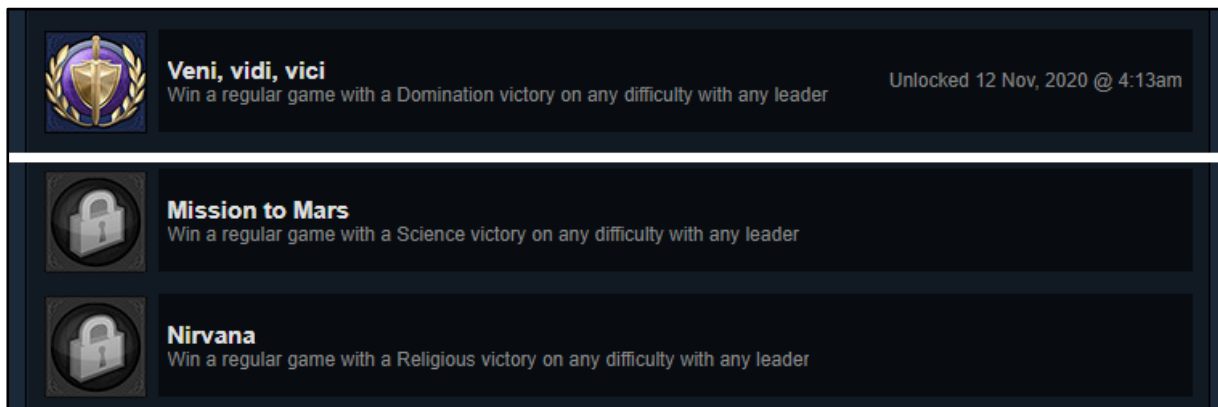 Veni, vidi, vici
Win a regular game with a Domination victory on any difficulty with any leader
Unlocked 12 Nov, 2020 @ 4:13am
Mission to Mars
Win a regular game with a Science victory on any difficulty with any leader
Nirvana
Win a regular game with a Religious victory on any difficulty with any leader